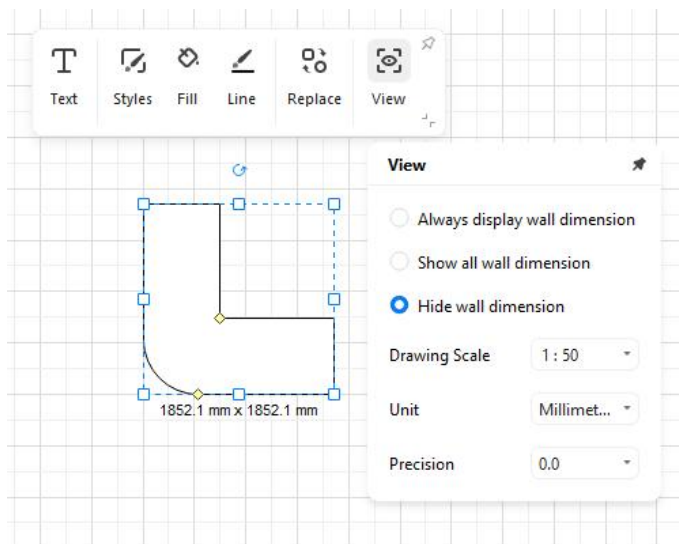 Text Styles Fill Line Replace View
View
Always display wall dimension
Show all wall dimension
Hide wall dimension
Drawing Scale 1 : 50
1852.1 mm x 1852.1 mm
Unit Millimet...
Precision 0.0